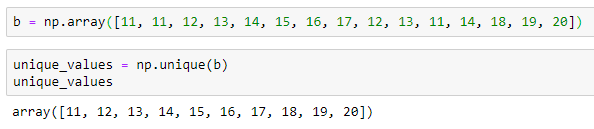 b = np.array([11, 11, 12, 13, 14, 15, 16, 17, 12, 13, 11, 14, 18, 19, 20])
unique_values = np.unique(b)
unique_values
array([11, 12, 13, 14, 15, 16, 17, 18, 19, 20])